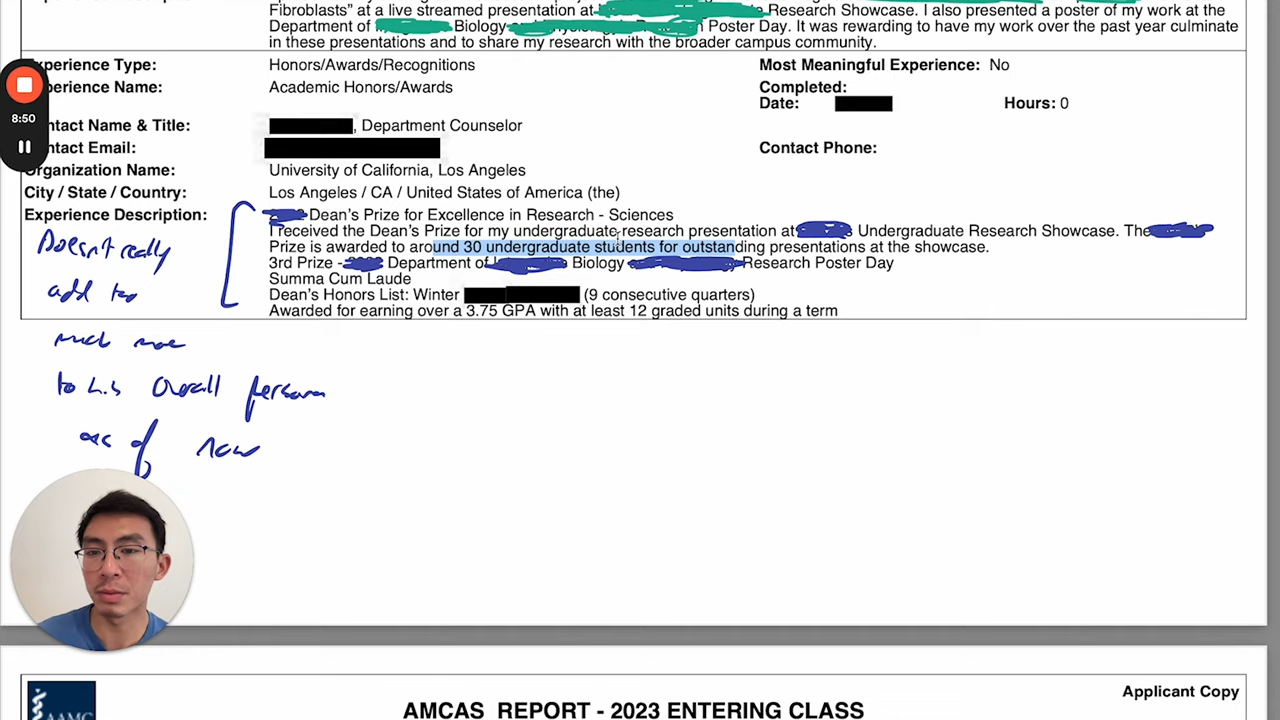 Fibroblasts" at a live streamed presentation at Research Showcase. I also presented a poster of my work at the
Department of Biology Poster Day. It was rewarding to have my work over the past year culminate
in these presentations and to share my research with the broader campus community.
Experience Type: Honors/Awards/Recognitions Most Meaningful Experience: No
xperience Name: Academic Honors/Awards Completed:
Date: Hours: 0
8:50
ntact Name & Title: , Department Counselor
ntact Email: Contact Phone:
Organization Name: University of California, Los Angeles
City / State / Country: Los Angeles / CA / United States of America (the)
Experience Description: Dean's Prize for Excellence in Research - Sciences
I received the Dean's Prize for my undergraduate research presentation at Undergraduate Research Showcase. The
Prize is awarded to around 30 undergraduate students for outstanding presentations at the showcase.
3rd Prize - Department of Biology Research Poster Day
Summa Cum Laude
Dean's Honors List: Winter (9 consecutive quarters)
Awarded for earning over a 3.75 GPA with at least 12 graded units during a term
Doesn't really
add too
much more
to his overall persona
as of now
Applicant Copy
AAMC
AMCAS REPORT - 2023 ENTERING CLASS